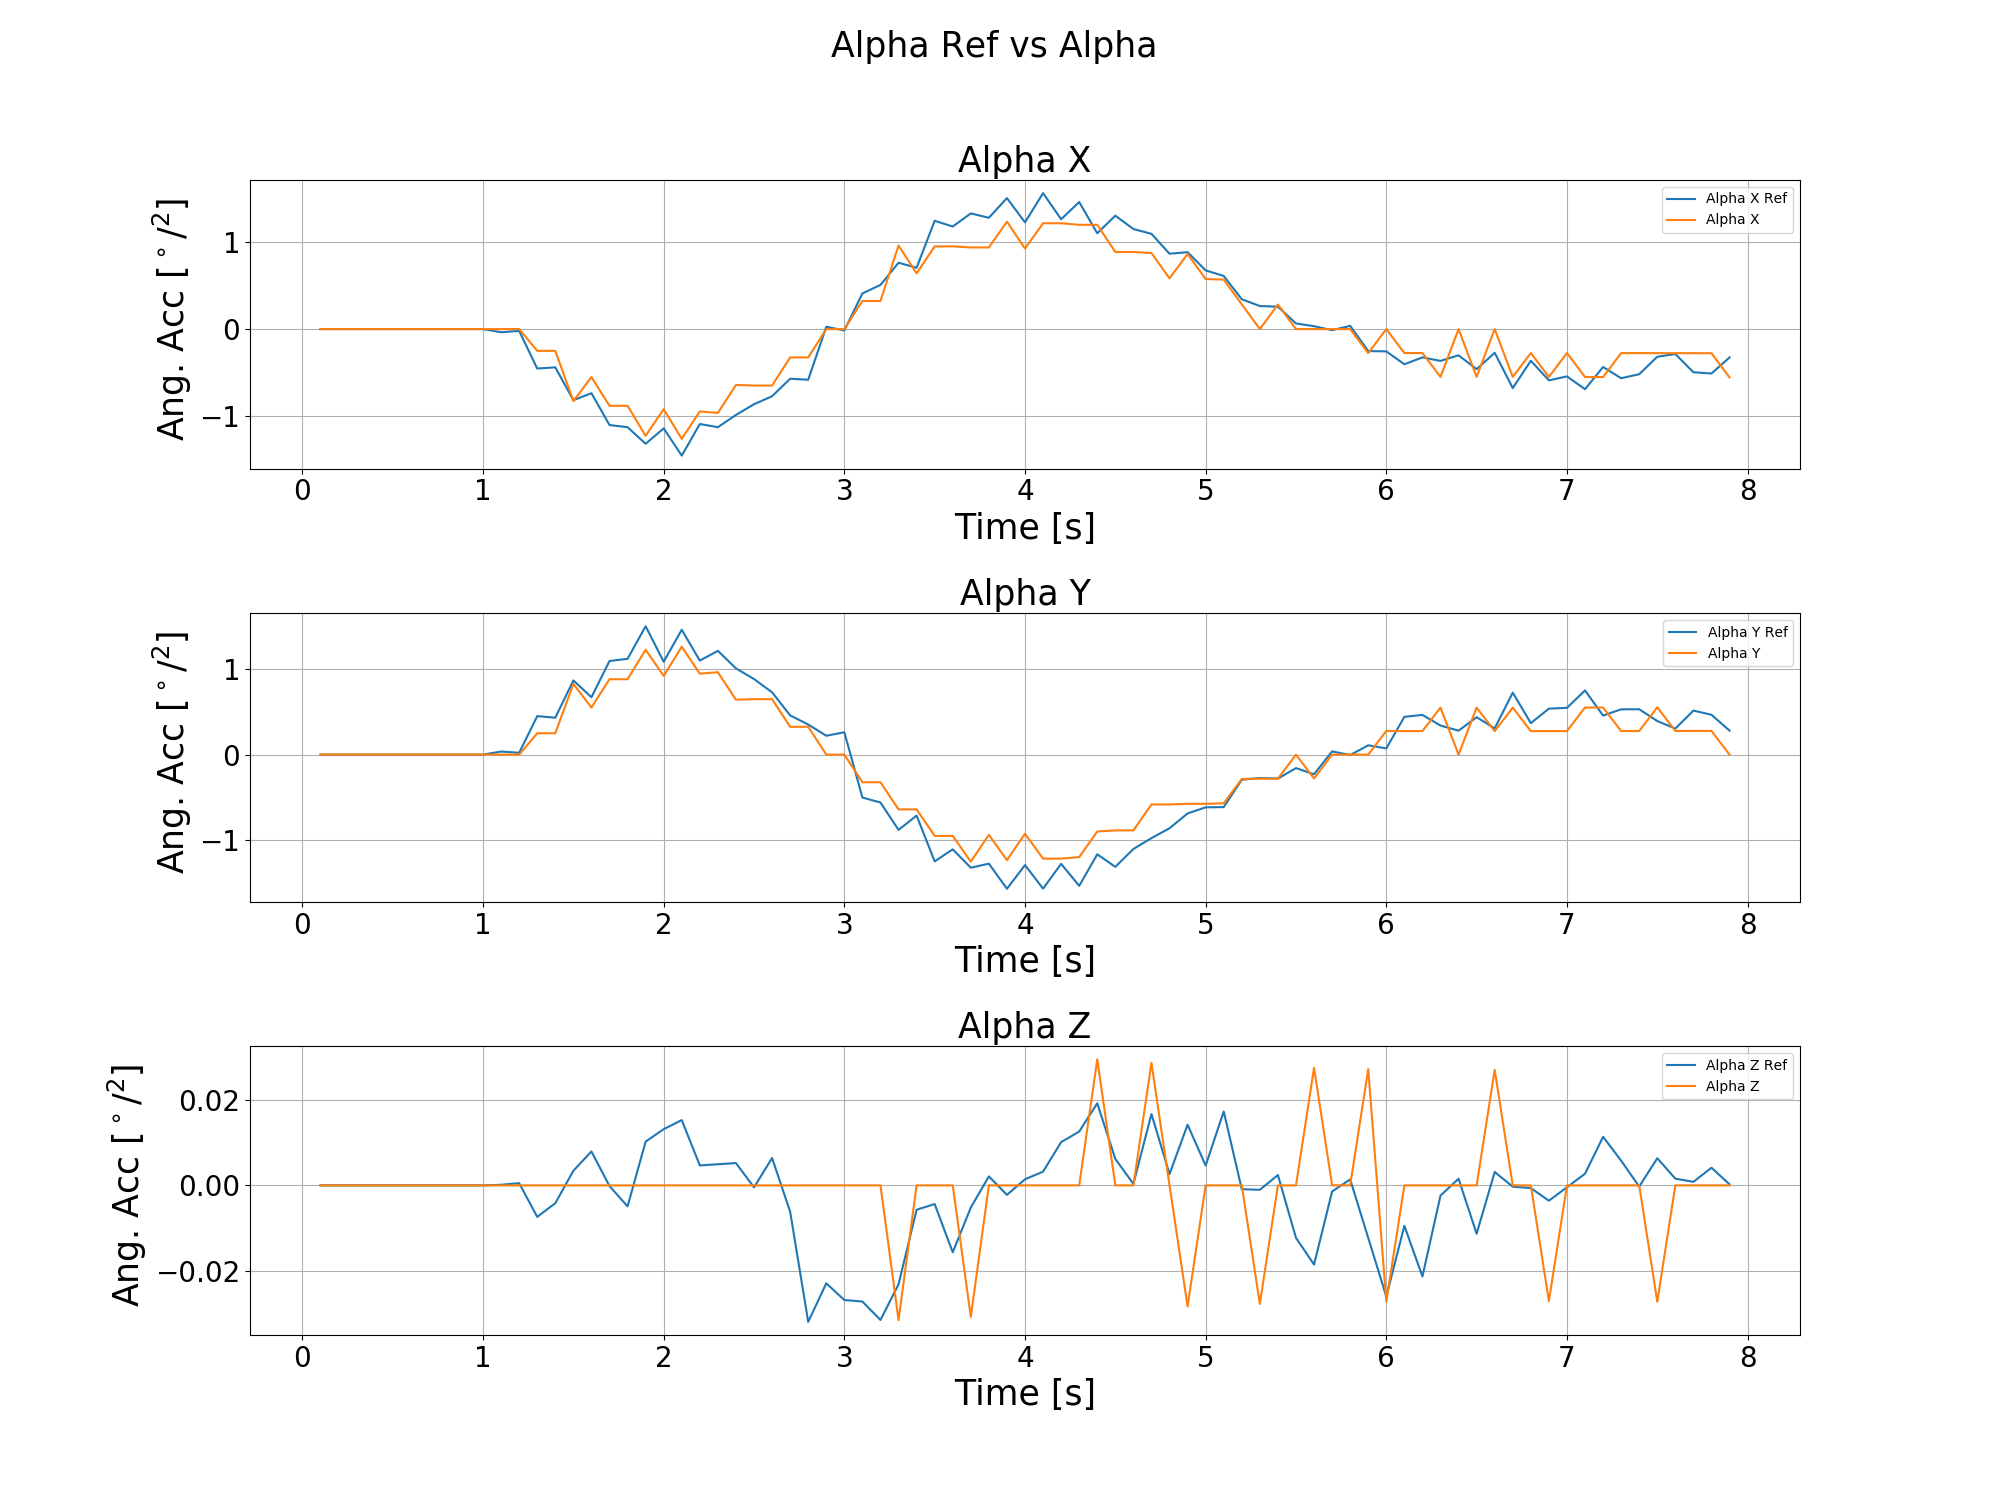 Alpha Ref vs Alpha
Alpha X
Ang. Acc [°/²]
1
0
−1
Alpha X Ref
Alpha X
0 1 2 3 4 5 6 7 8
Time [s]
Alpha Y
Ang. Acc [°/²]
1
0
−1
Alpha Y Ref
Alpha Y
0 1 2 3 4 5 6 7 8
Time [s]
Alpha Z
Ang. Acc [°/²]
0.02
0.00
−0.02
Alpha Z Ref
Alpha Z
0 1 2 3 4 5 6 7 8
Time [s]